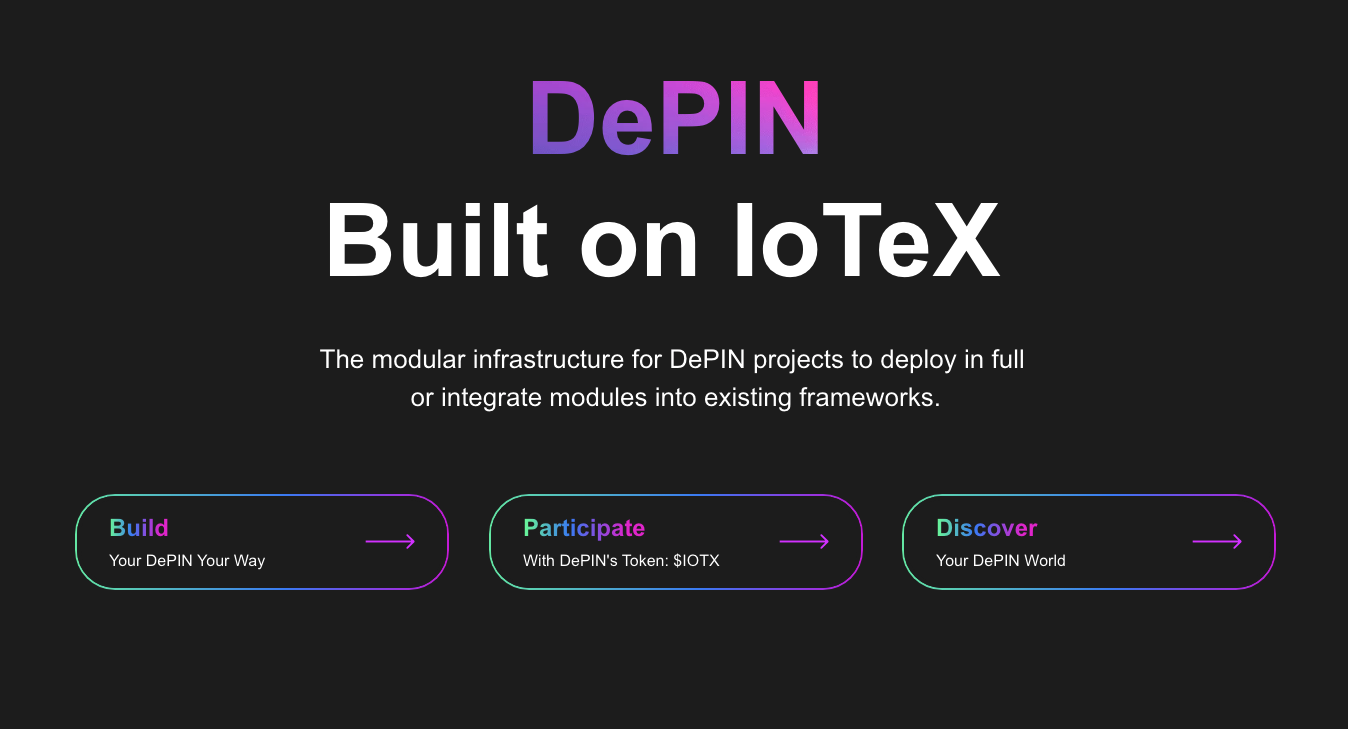 DePIN
Built on IoTeX
The modular infrastructure for DePIN projects to deploy in full
or integrate modules into existing frameworks.
Build
Your DePIN Your Way
Participate
With DePIN's Token: $IOTX
Discover
Your DePIN World